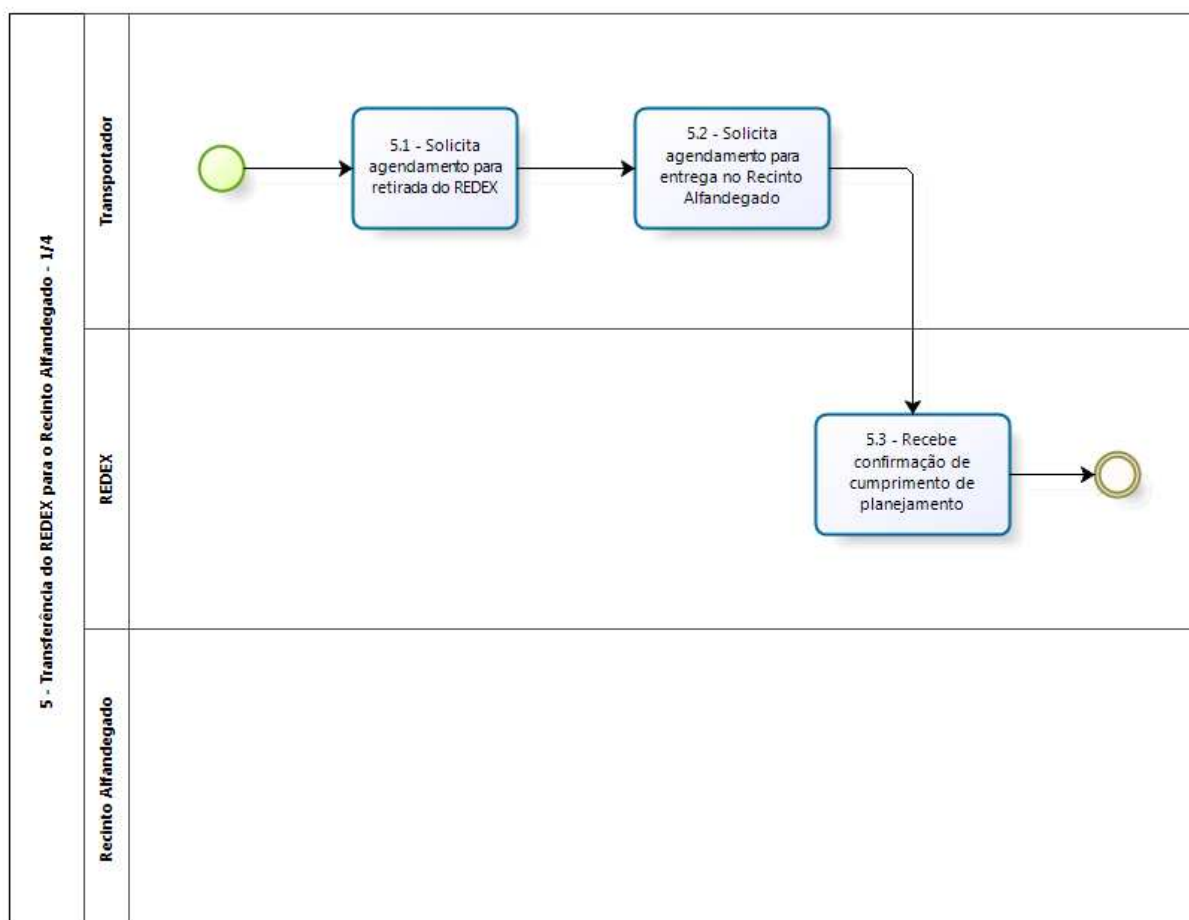 5 - Transferência do REDEX para o Recinto Alfandegado - 1/4
Transportador
5.1 - Solicita
agendamento para
retirada do REDEX
5.2 - Solicita
agendamento para
entrega no Recinto
Alfandegado
REDEX
5.3 - Recebe
confirmação de
cumprimento de
planejamento
Recinto Alfandegado